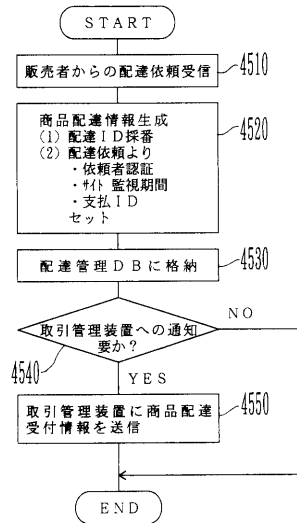 START
販売者からの配達依頼受信
4510
商品配達情報生成
(1) 配達ID採番
(2) 配達依頼より
・依頼者認証
・ｻｲﾄ 監視期間
・支払ID
セット
4520
配達管理DBに格納
4530
取引管理装置への通知
要か?
NO
4540
YES
取引管理装置に商品配達
受付情報を送信
4550
END